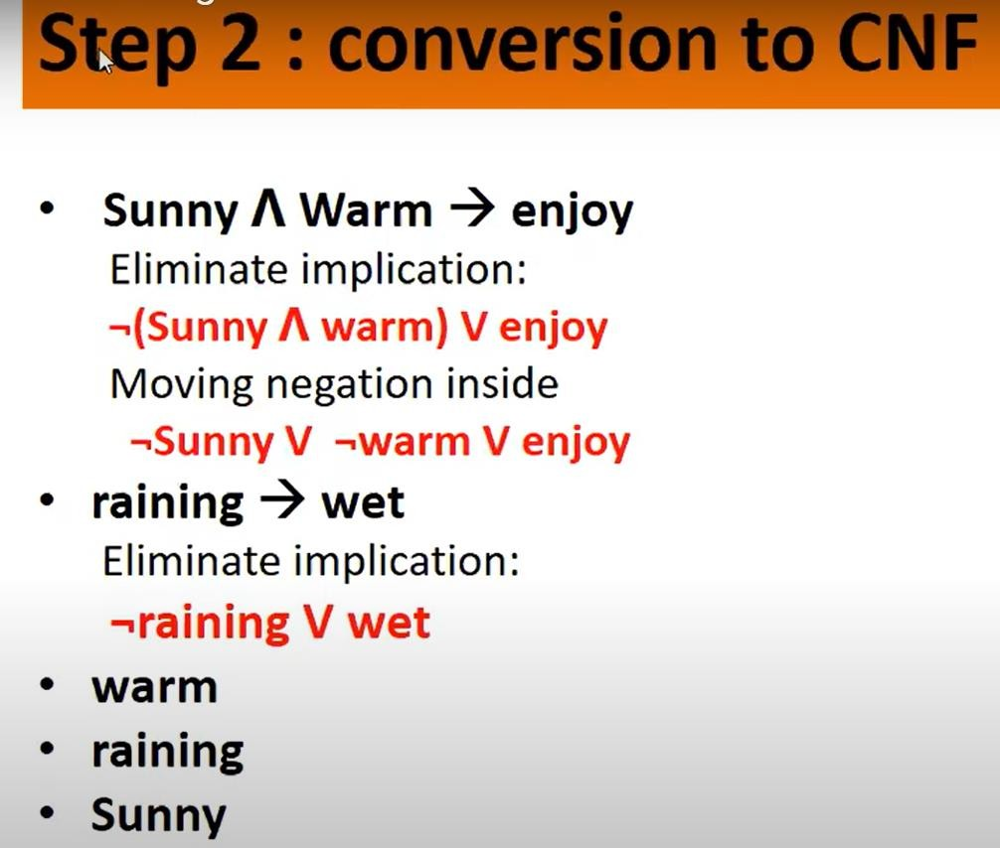 Step 2 : conversion to CNF
• Sunny Λ Warm → enjoy
Eliminate implication:
¬(Sunny Λ warm) V enjoy
Moving negation inside
¬Sunny V ¬warm V enjoy
• raining → wet
Eliminate implication:
¬raining V wet
• warm
• raining
• Sunny